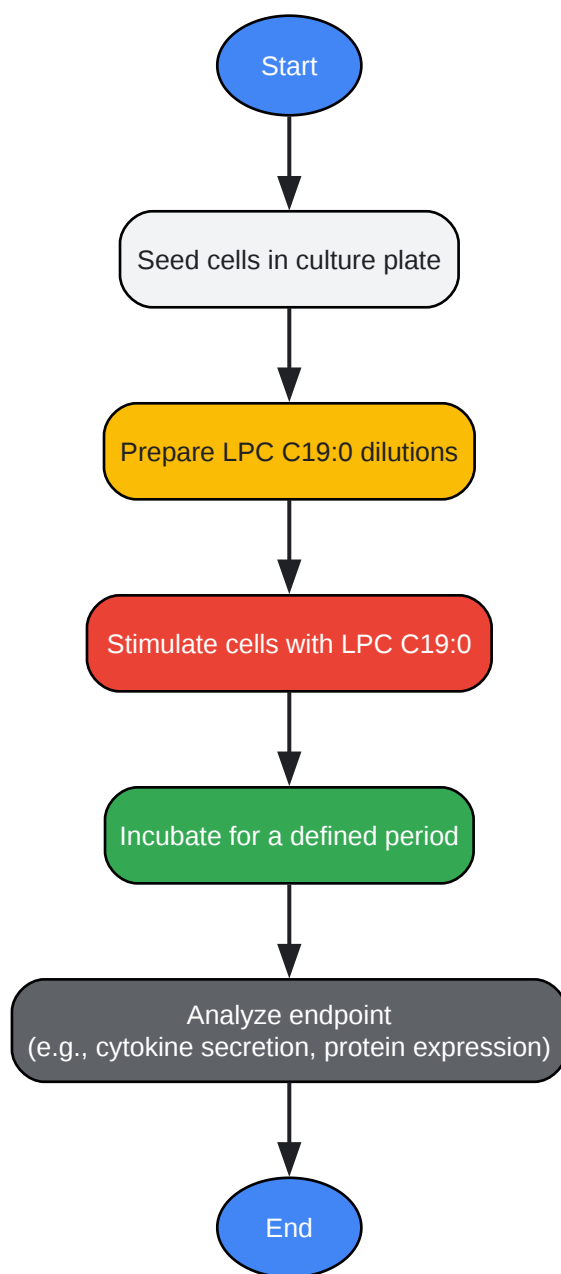 Start
Seed cells in culture plate
Prepare LPC C19:0 dilutions
Stimulate cells with LPC C19:0
Incubate for a defined period
Analyze endpoint
(e.g., cytokine secretion, protein expression)
End